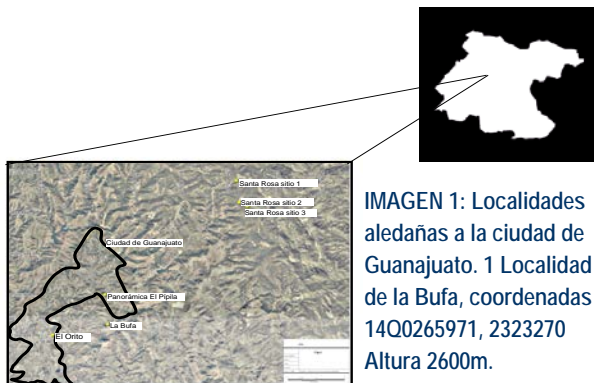 Santa Rosa sitio 1
Santa Rosa sitio 2
Santa Rosa sitio 3
Ciudad de Guanajuato
Panorámica El Pípila
La Bufa
El Orito
IMAGEN 1: Localidades
aledañas a la ciudad de
Guanajuato. 1 Localidad
de la Bufa, coordenadas
14Q0265971, 2323270
Altura 2600m.